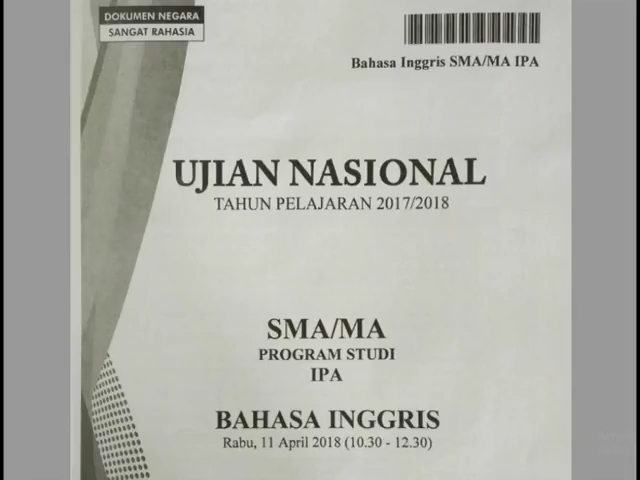 DOKUMEN NEGARA
SANGAT RAHASIA
Bahasa Inggris SMA/MA IPA
UJIAN NASIONAL
TAHUN PELAJARAN 2017/2018
SMA/MA
PROGRAM STUDI
IPA
BAHASA INGGRIS
Rabu, 11 April 2018 (10.30 - 12.30)